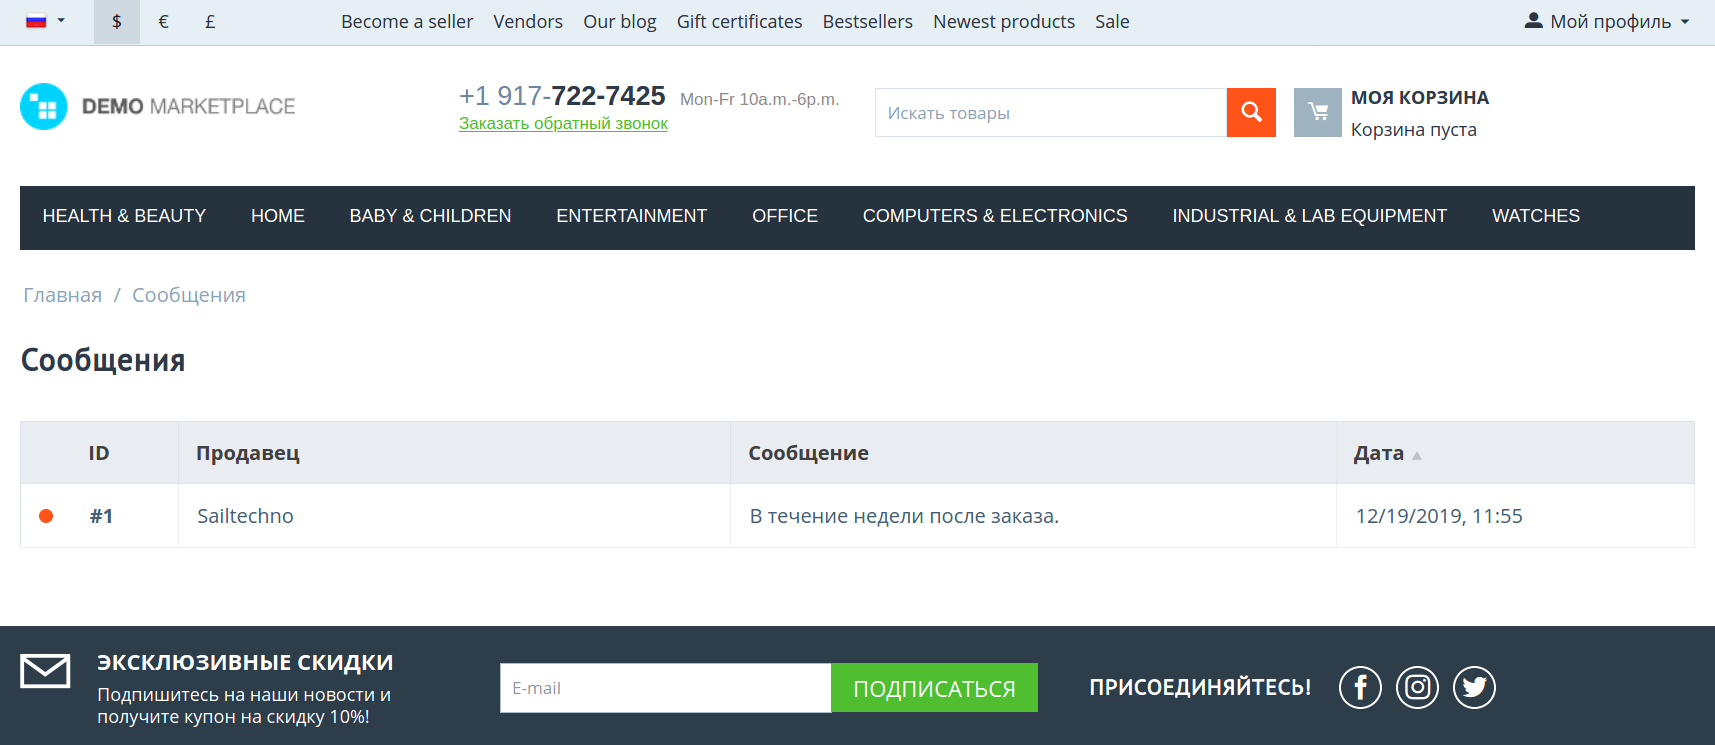 $ € £ Become a seller Vendors Our blog Gift certificates Bestsellers Newest products Sale Мой профиль
DEMO MARKETPLACE
+1 917-722-7425 Mon-Fr 10a.m.-6p.m.
Заказать обратный звонок
Искать товары
МОЯ КОРЗИНА
Корзина пуста
HEALTH & BEAUTY HOME BABY & CHILDREN ENTERTAINMENT OFFICE COMPUTERS & ELECTRONICS INDUSTRIAL & LAB EQUIPMENT WATCHES
Главная / Сообщения
Сообщения
ID Продавец Сообщение Дата
#1 Sailtechno В течение недели после заказа. 12/19/2019, 11:55
ЭКСКЛЮЗИВНЫЕ СКИДКИ
Подпишитесь на наши новости и
получите купон на скидку 10%!
E-mail
ПОДПИСАТЬСЯ
ПРИСОЕДИНЯЙТЕСЬ!